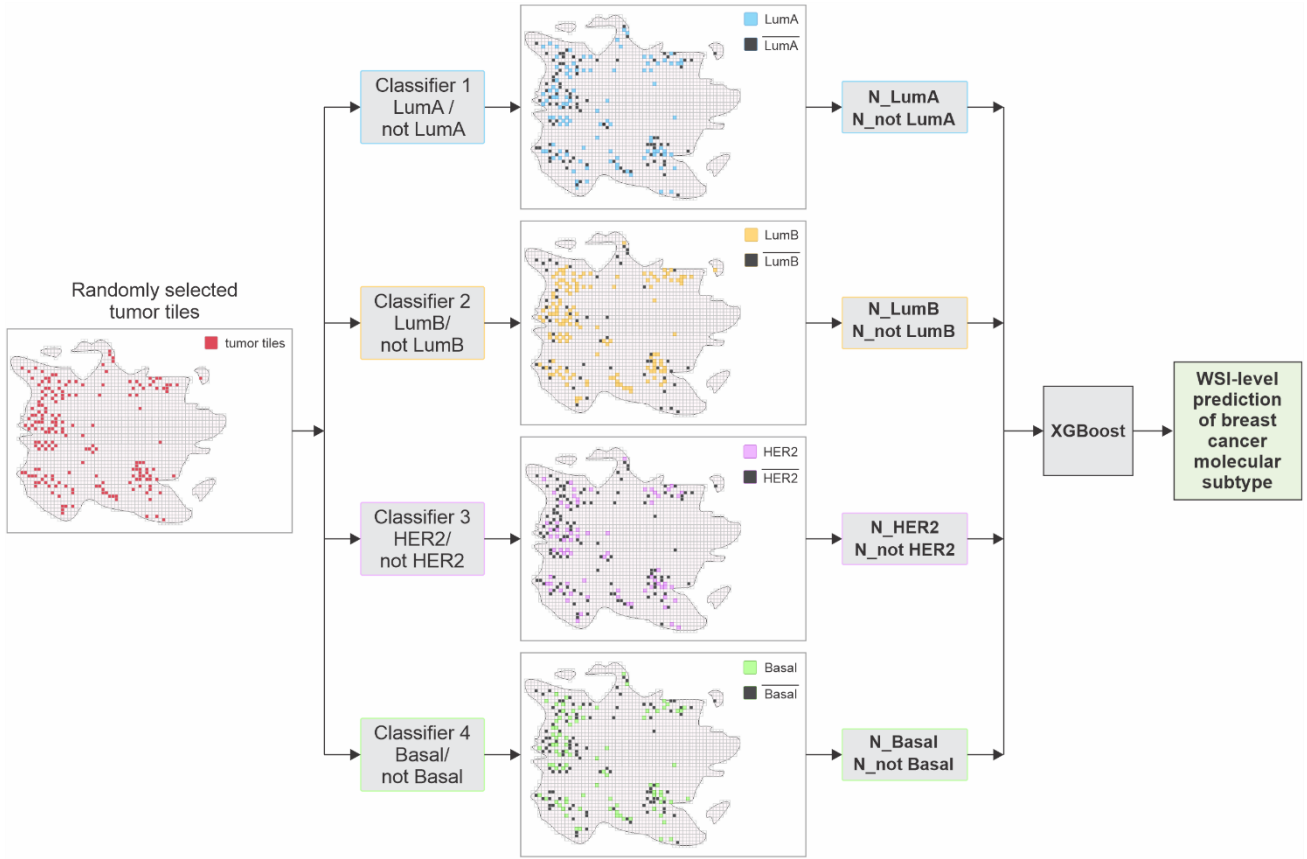 Randomly selected
tumor tiles
tumor tiles
Classifier 1
LumA /
not LumA
LumA
LumA
N_LumA
N_not LumA
Classifier 2
LumB/
not LumB
LumB
LumB
N_LumB
N_not LumB
Classifier 3
HER2/
not HER2
HER2
HER2
N_HER2
N_not HER2
Classifier 4
Basal/
not Basal
Basal
Basal
N_Basal
N_not Basal
XGBoost
WSI-level
prediction
of breast
cancer
molecular
subtype